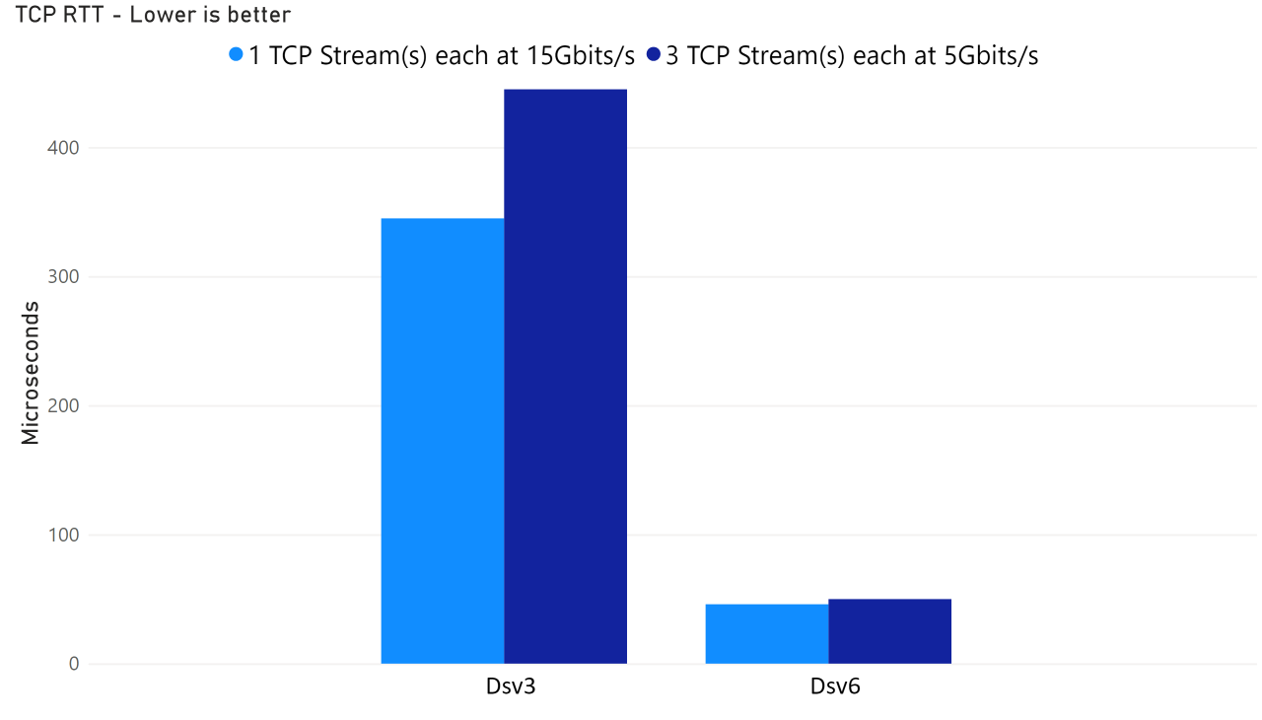 TCP RTT - Lower is better
1 TCP Stream(s) each at 15Gbits/s 3 TCP Stream(s) each at 5Gbits/s
400
300
200
100
0
Microseconds
Dsv3 Dsv6